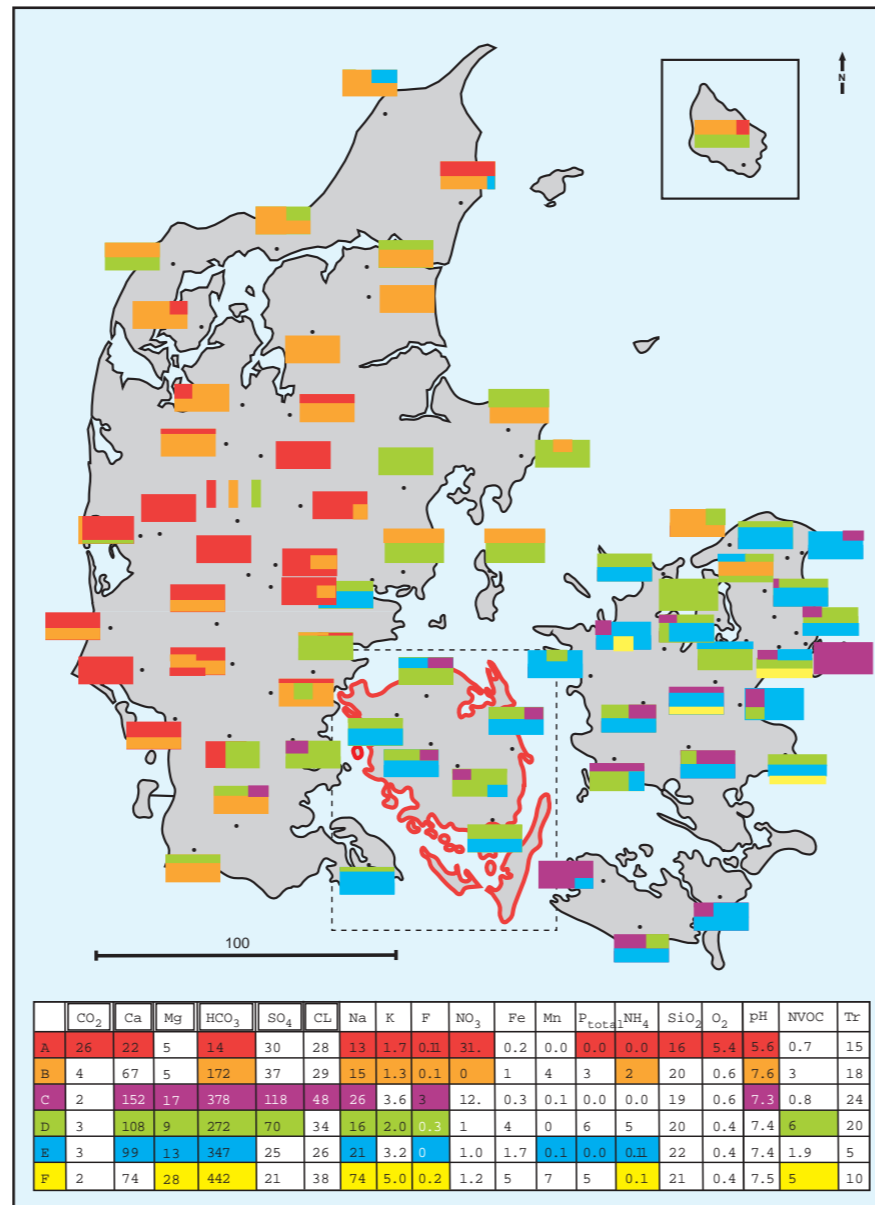 N
100
CO₂ Ca Mg HCO₃ SO₄ CL Na K F NO₃ Fe Mn P_total NH₄ SiO₂ O₂ pH NVOC Tr
A 26 22 5 14 30 28 13 1.7 0.11 31. 0.2 0.0 0.0 0.0 16 5.4 5.6 0.7 15
B 4 67 5 172 37 29 15 1.3 0.1 0 1 4 3 2 20 0.6 7.6 3 18
C 2 152 17 378 118 48 26 3.6 3 12. 0.3 0.1 0.0 0.0 19 0.6 7.3 0.8 24
D 3 108 9 272 70 34 16 2.0 0.3 1 4 0 6 5 20 0.4 7.4 6 20
E 3 99 13 347 25 26 21 3.2 0 1.0 1.7 0.1 0.0 0.11 22 0.4 7.4 1.9 5
F 2 74 28 442 21 38 74 5.0 0.2 1.2 5 7 5 0.1 21 0.4 7.5 5 10